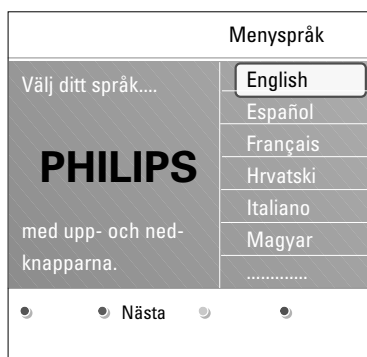 Menyspråk
Välj ditt språk....
PHILIPS
med upp- och ned-
knapparna.
English
Español
Français
Hrvatski
Italiano
Magyar
.............
Nästa